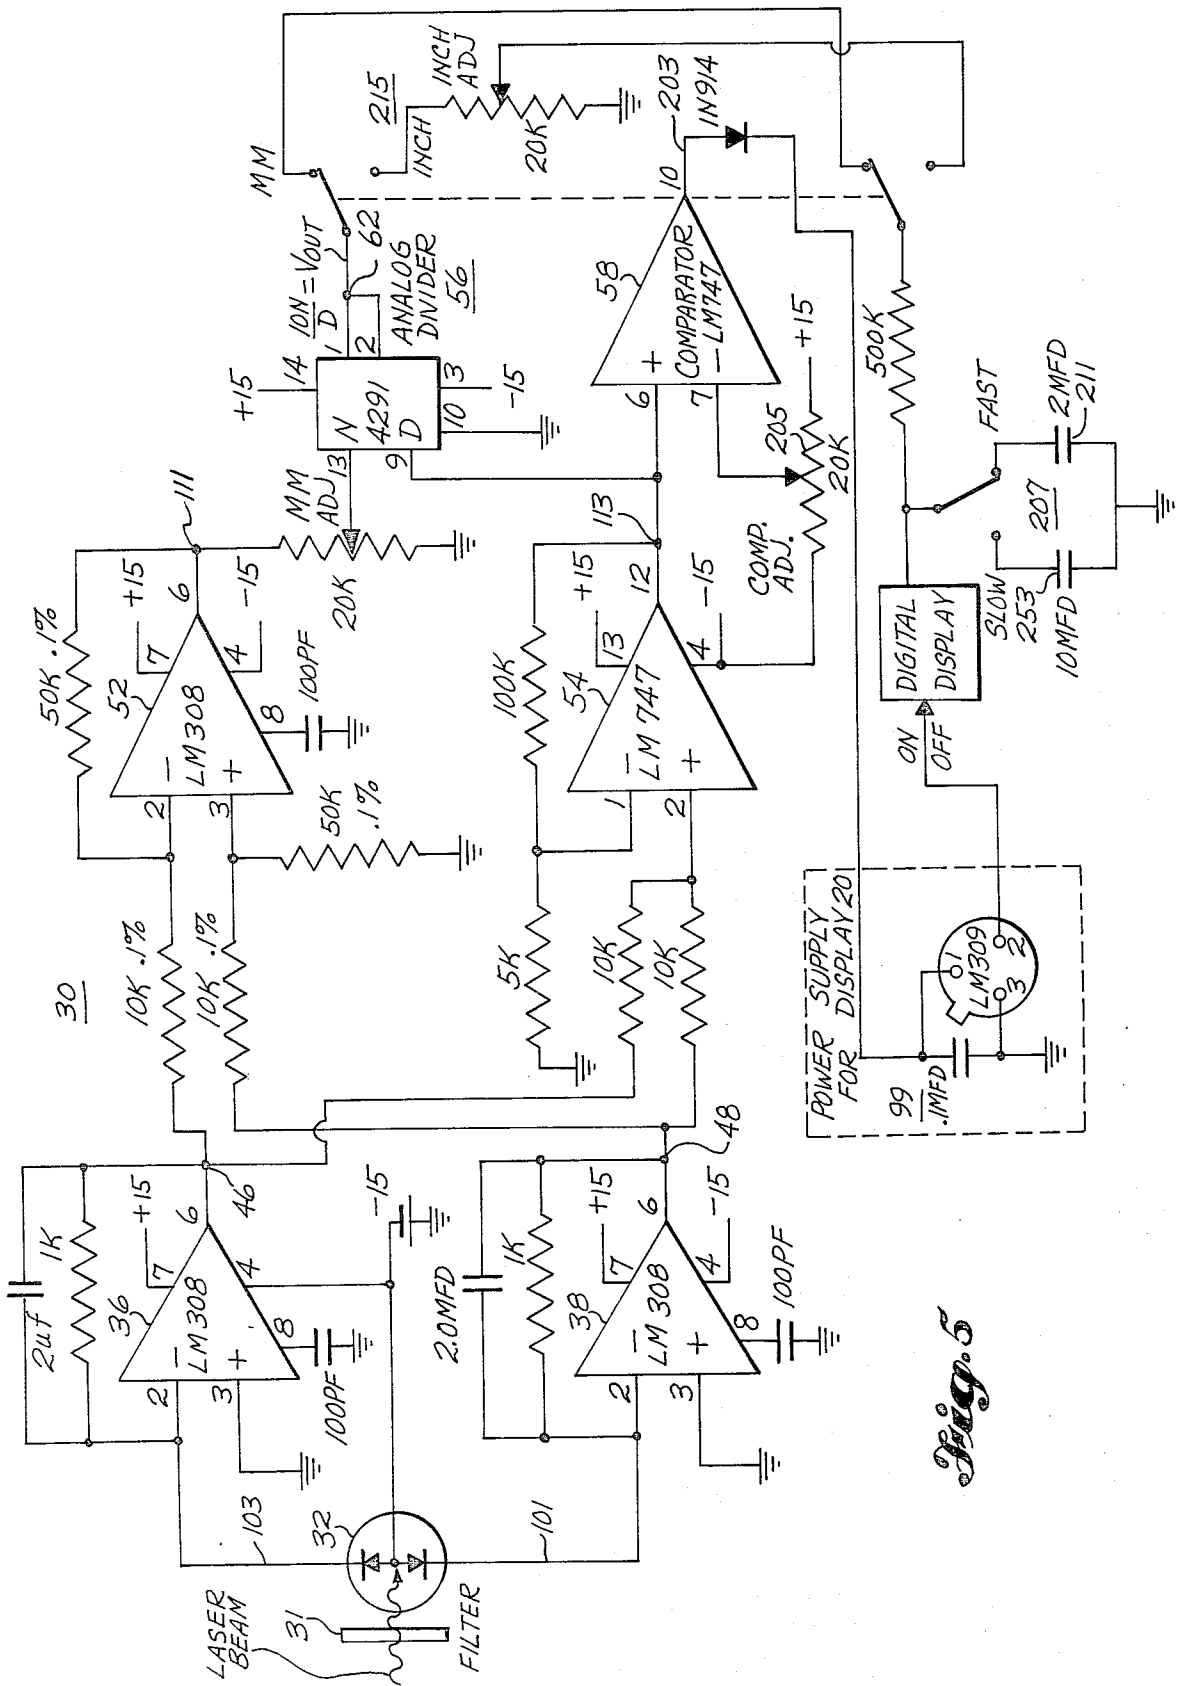 30
LASER
BEAM
31
FILTER
32
103
101
2uf
1K
36
+15
7
2
LM308
6
3
4
8
100PF
46
-15
2.0MFD
1K
38
+15
7
2
LM308
6
3
4
-15
8
100PF
48
10K .1%
10K .1%
50K .1%
52
+15
7
2
LM308
6
3
4
-15
8
100PF
50K
.1%
111
MM
ADJ
20K
5K
10K
10K
100K
54
+15
13
1
LM747
12
2
4
-15
113
+15
14
13
N
4291
D
9
10
3
-15
1
2
10N = VOUT
D
62
ANALOG
DIVIDER
56
MM
INCH
215
INCH
ADJ
20K
58
6
COMPARATOR
LM747
7
10
203
1N914
COMP.
ADJ.
205
20K
+15
500K
FAST
2MFD
211
207
SLOW
253
10MFD
DIGITAL
DISPLAY
ON
OFF
POWER SUPPLY
FOR DISPLAY 20
99
.1MFD
1
LM309
2
3
Fig. 5